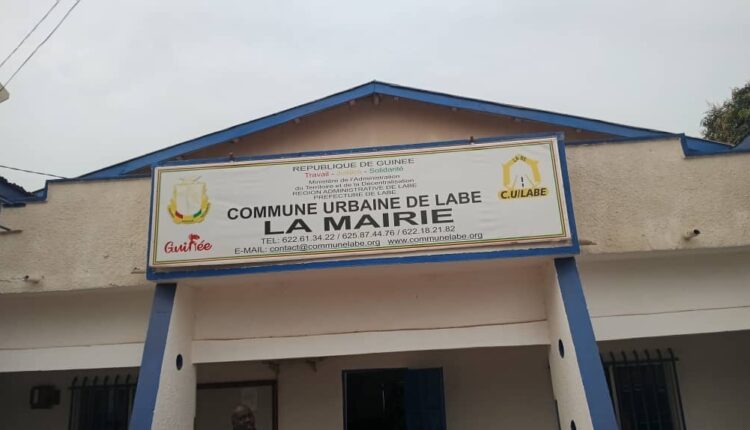 REPUBLIQUE DE GUINEE
Travail - Justice - Solidarité
Ministère de l'Administration
du Territoire et de la Décentralisation
REGION ADMINISTRATIVE DE LABE
PREFECTURE DE LABE
COMMUNE URBAINE DE LABE
LA MAIRIE
TEL: 622.61.34.22 / 625.87.44.76 / 622.18.21.82
E-MAIL: contact@communelabe.org www.communelabe.org
Guinée
C.U/LABE